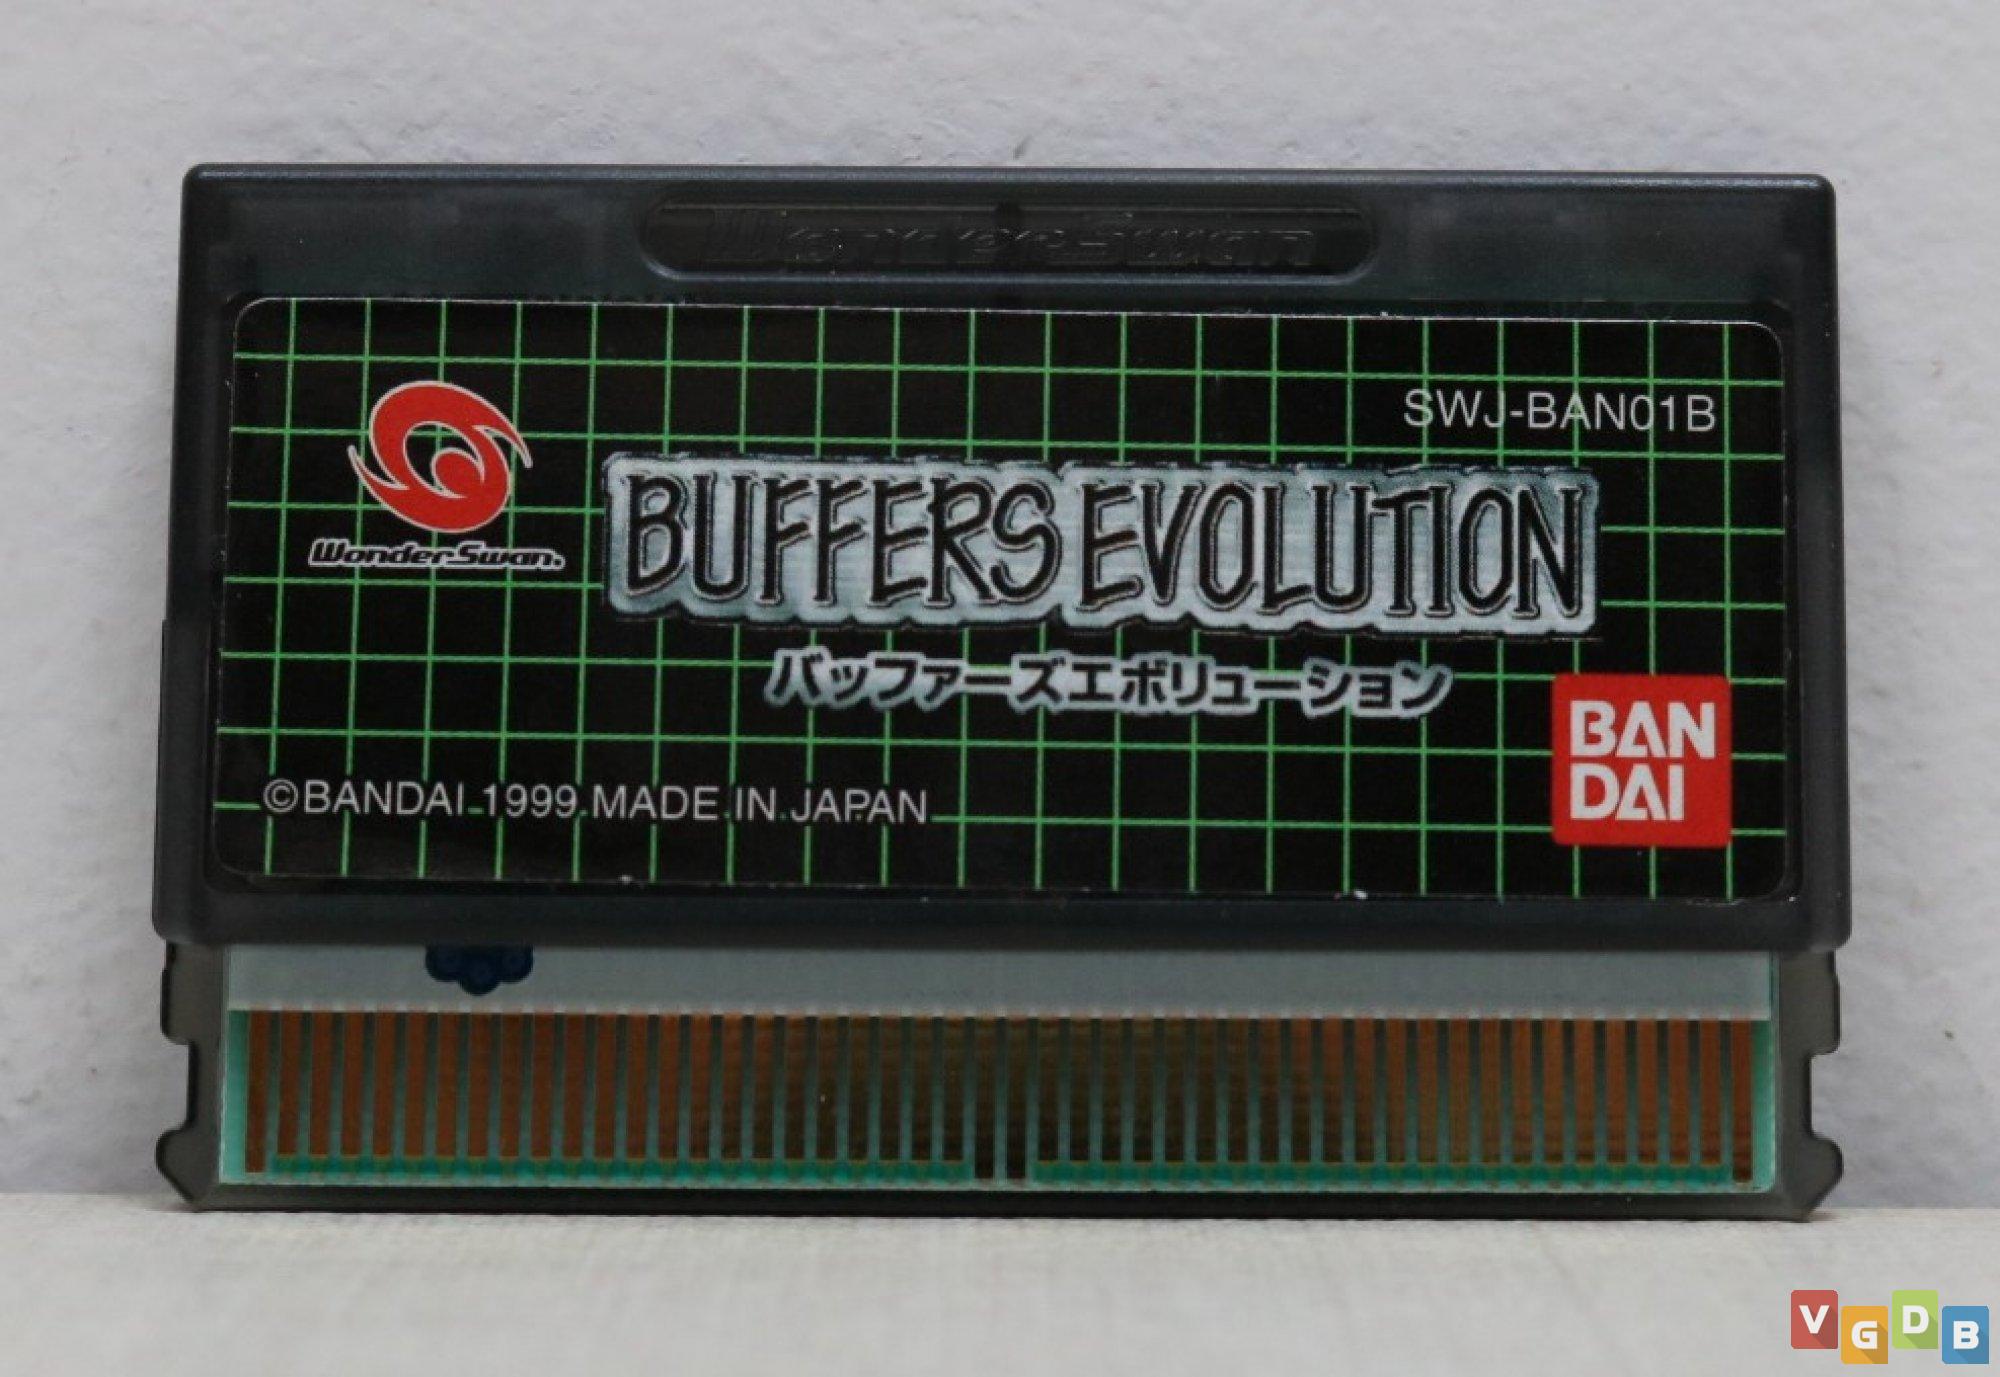 WonderSwan
SWJ-BAN01B
WonderSwan.
BUFFERS EVOLUTION
バッファーズエボリューション
BAN
DAI
©BANDAI 1999 MADE IN JAPAN
VGDB